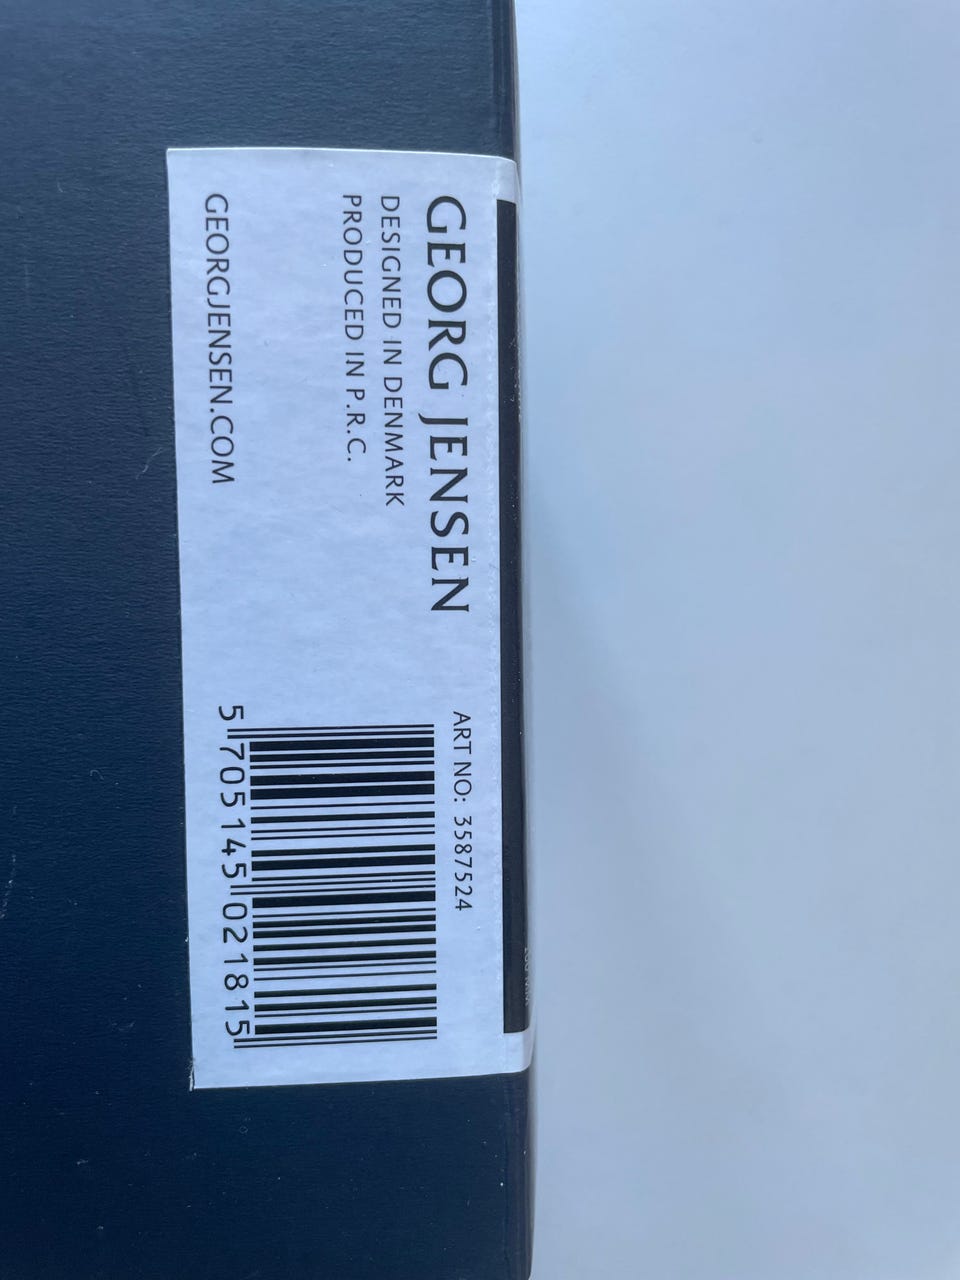 GEORG JENSEN
DESIGNED IN DENMARK
PRODUCED IN P.R.C.
GEORGJENSEN.COM
ART NO: 3587524
5 705145 021815